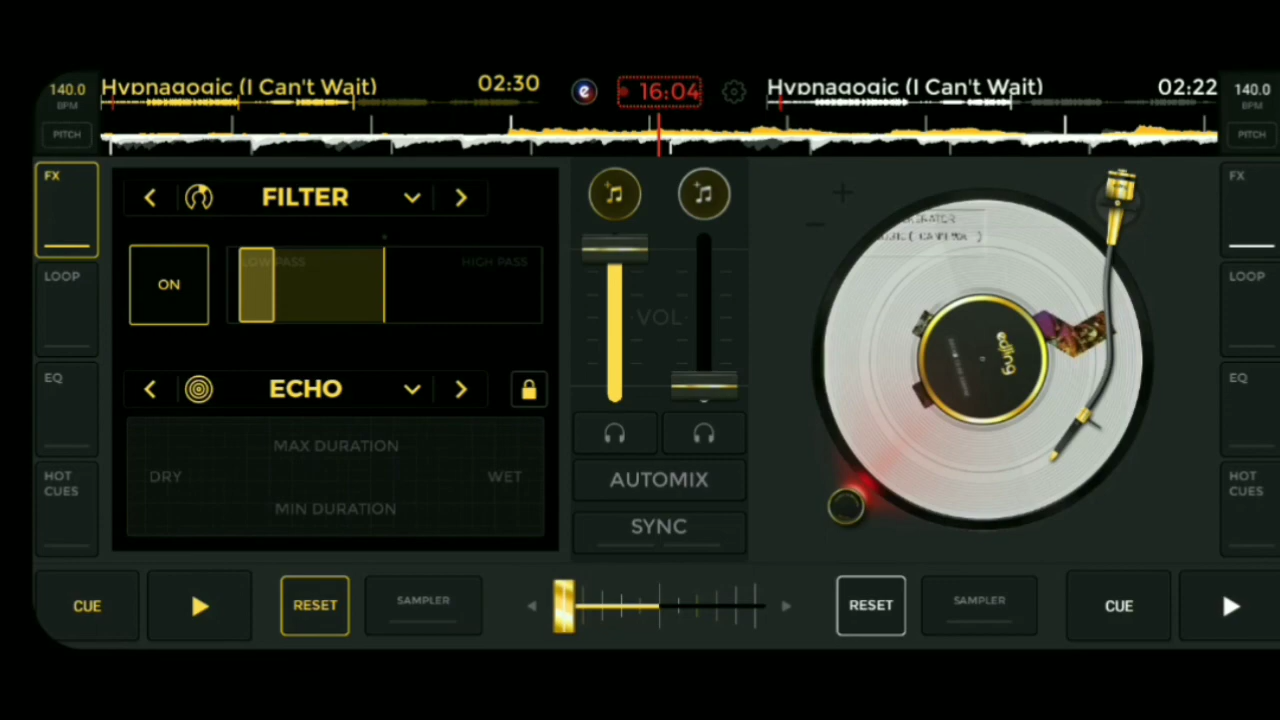 140.0
BPM
PITCH
Hypnagogic (I Can't Wait)
02:30
e
16:04
Hypnagogic (I Can't Wait)
02:22
140.0
BPM
PITCH
FX
LOOP
EQ
HOT
CUES
FILTER
ON
LOW PASS
HIGH PASS
ECHO
MAX DURATION
DRY
WET
MIN DURATION
VOL
AUTOMIX
SYNC
edjing
FX
LOOP
EQ
HOT
CUES
CUE
RESET
SAMPLER
RESET
SAMPLER
CUE